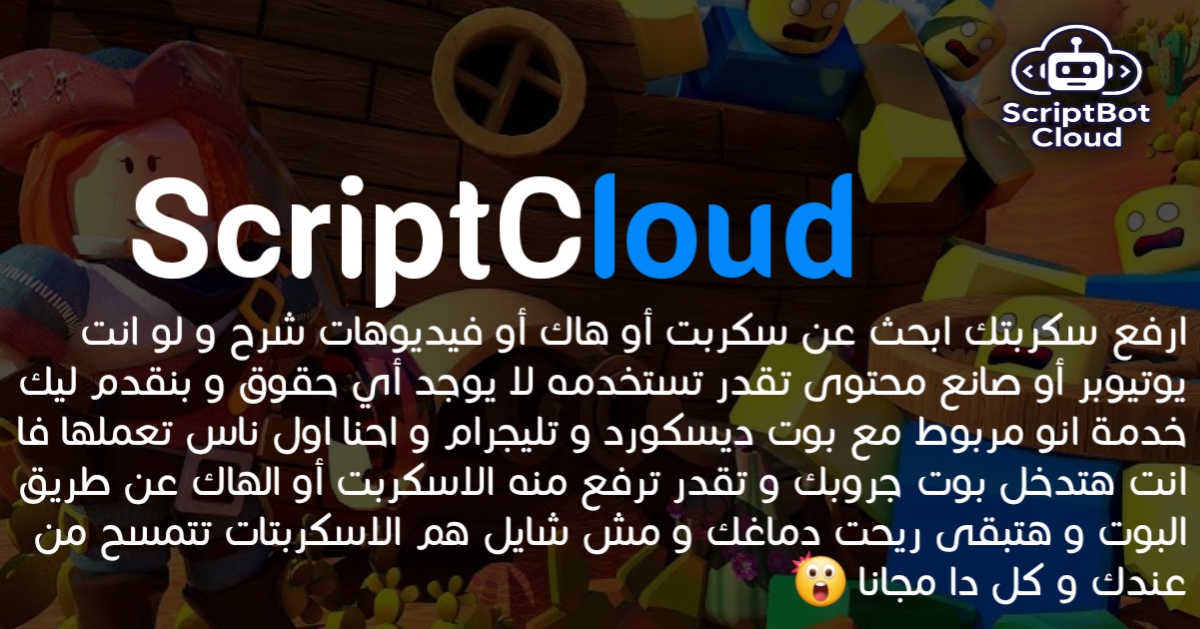 ScriptBot
Cloud
ScriptCloud
ارفع سكربتك ابحث عن سكربت أو هاك أو فيديوهات شرح و لو انت
يوتيوبر أو صانع محتوى تقدر تستخدمه لا يوجد أي حقوق و بنقدم ليك
خدمة انو مربوط مع بوت ديسكورد و تليجرام و احنا اول ناس تعملها فا
انت هتدخل بوت جروبك و تقدر ترفع منه الاسكربت أو الهاك عن طريق
البوت و هتبقى ريحت دماغك و مش شايل هم الاسكربتات تتمسح من
عندك و كل دا مجانا 😲